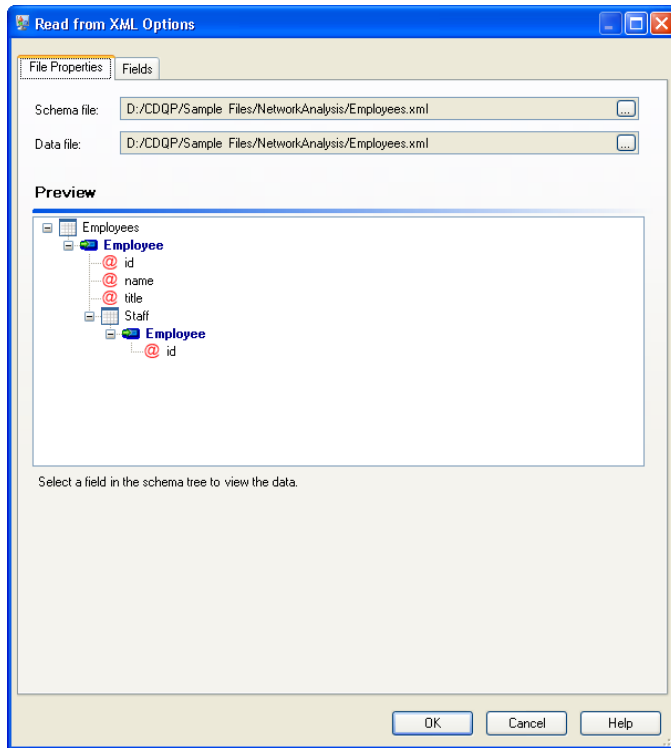 Read from XML Options
File Properties Fields
Schema file: D:/CDQP/Sample Files/NetworkAnalysis/Employees.xml ...
Data file: D:/CDQP/Sample Files/NetworkAnalysis/Employees.xml ...
Preview
Employees
Employee
@ id
@ name
@ title
Staff
Employee
@ id
Select a field in the schema tree to view the data.
OK Cancel Help